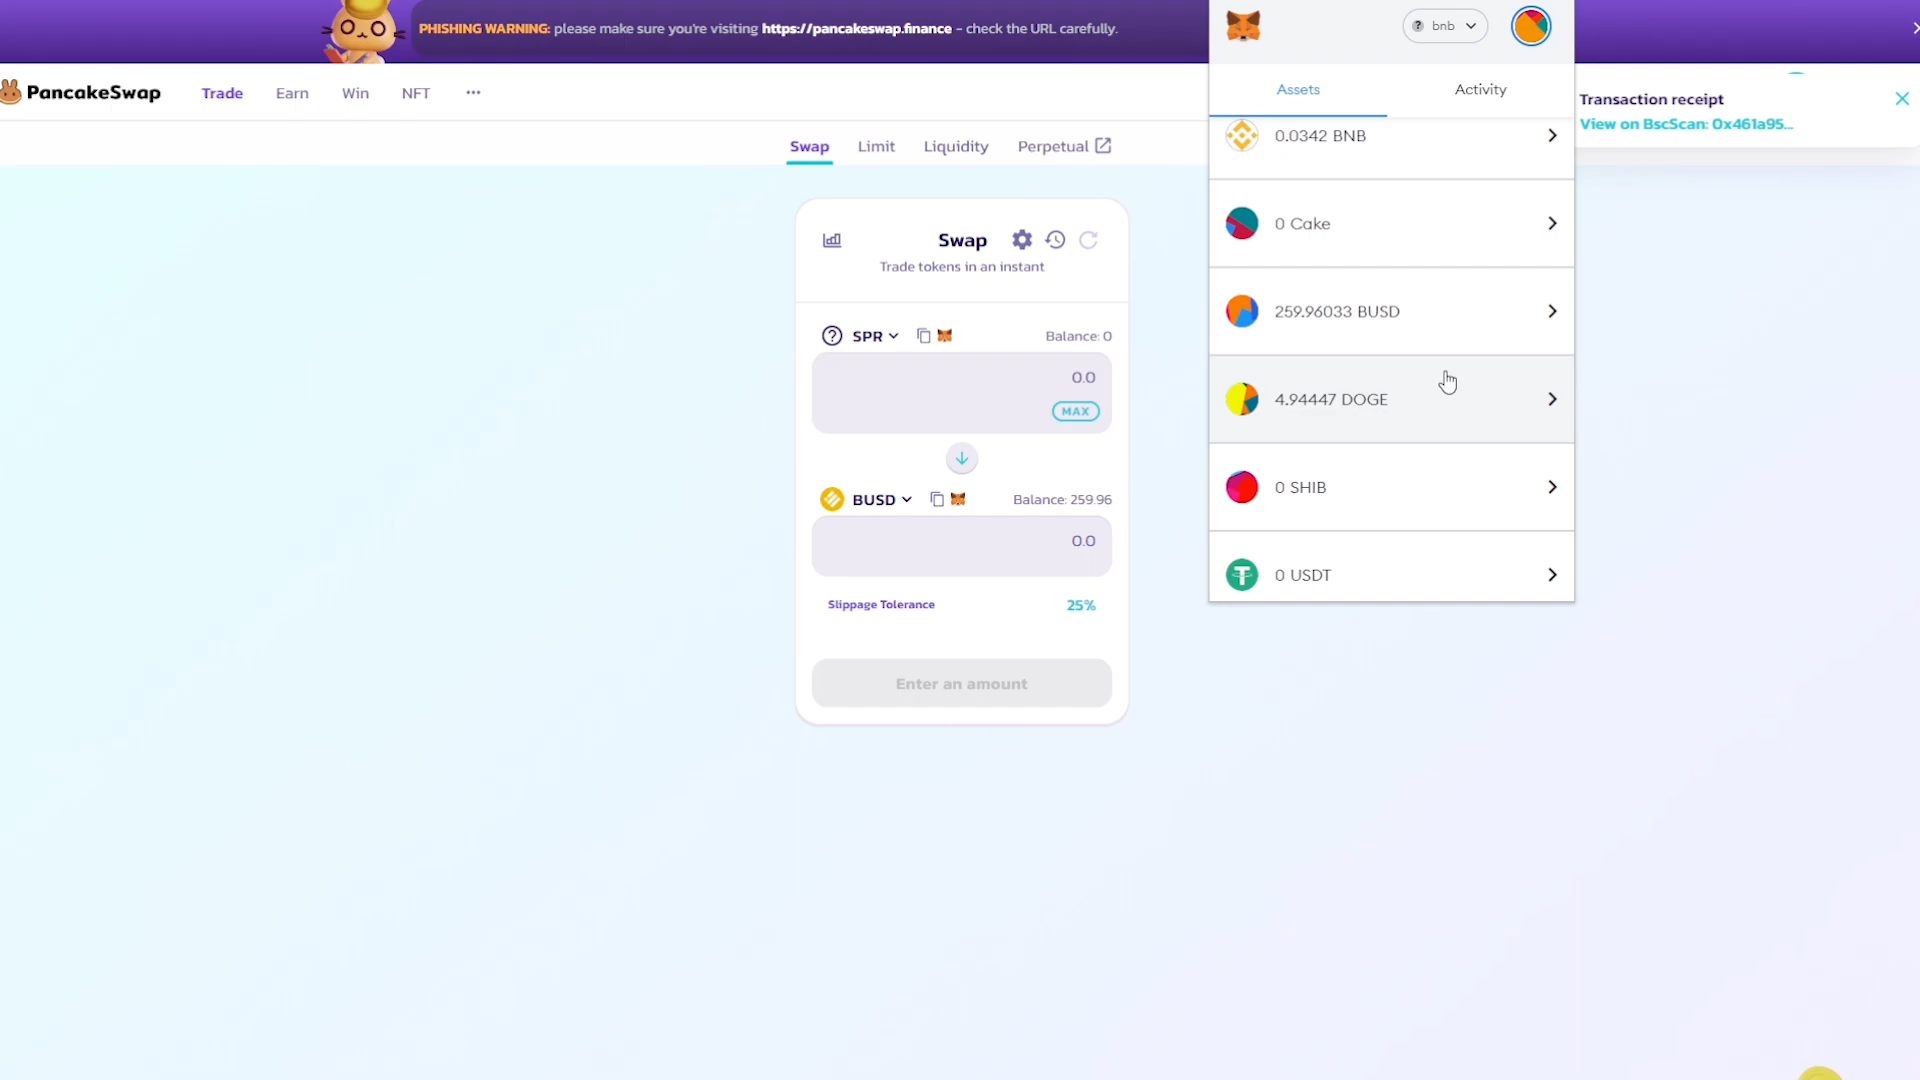 PHISHING WARNING: please make sure you're visiting https://pancakeswap.finance - check the URL carefully.
bnb
PancakeSwap
Trade
Earn
Win
NFT
Assets
Activity
Transaction receipt
View on BscScan: 0x461a95...
Swap
Limit
Liquidity
Perpetual
0.0342 BNB
0 Cake
259.96033 BUSD
4.94447 DOGE
0 SHIB
0 USDT
Swap
Trade tokens in an instant
SPR
Balance: 0
0.0
MAX
BUSD
Balance: 259.96
0.0
Slippage Tolerance
25%
Enter an amount